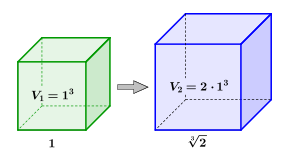 V₁ = 1³
V₂ = 2 · 1³
1
∛2